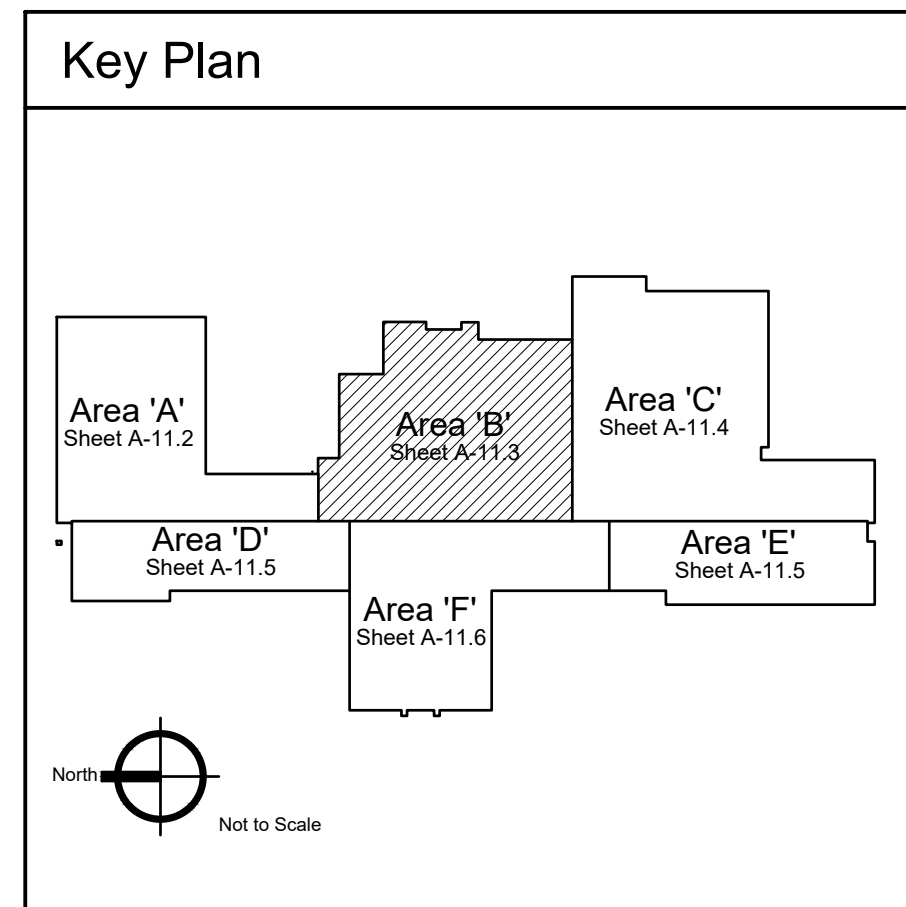 Key Plan
Area 'A'
Sheet A-11.2
Area 'B'
Sheet A-11.3
Area 'C'
Sheet A-11.4
Area 'D'
Sheet A-11.5
Area 'E'
Sheet A-11.5
Area 'F'
Sheet A-11.6
North
Not to Scale